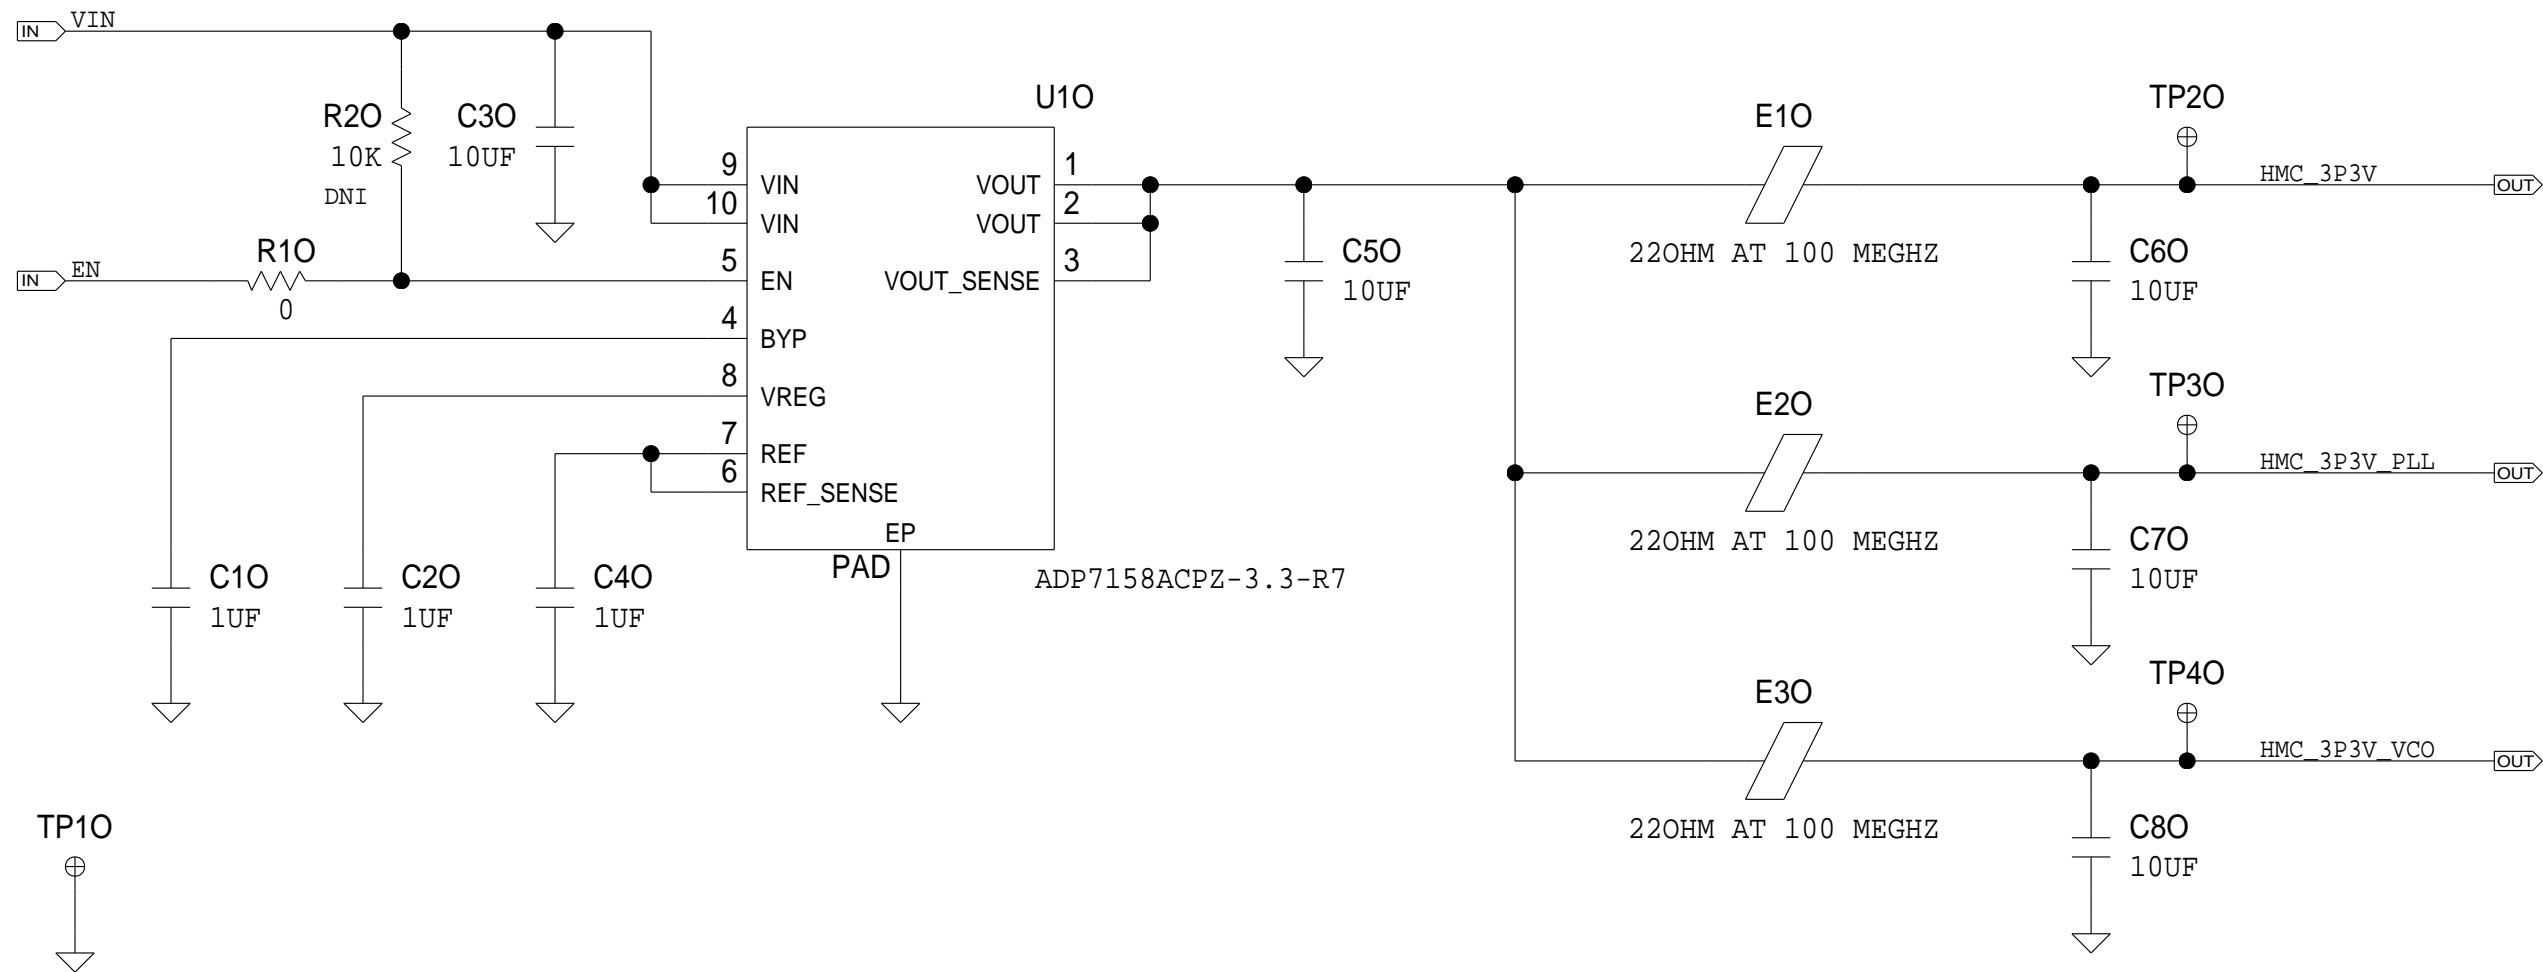 IN
VIN
R2O
10K
DNI
C3O
10UF
IN
EN
R1O
0
U1O
9
VIN
10
VIN
5
EN
4
BYP
8
VREG
7
REF
6
REF_SENSE
VOUT
1
VOUT
2
VOUT_SENSE
3
EP
PAD
ADP7158ACPZ-3.3-R7
C1O
1UF
C2O
1UF
C4O
1UF
C5O
10UF
E1O
22OHM AT 100 MEGHZ
TP2O
HMC_3P3V
OUT
C6O
10UF
E2O
22OHM AT 100 MEGHZ
TP3O
HMC_3P3V_PLL
OUT
C7O
10UF
E3O
22OHM AT 100 MEGHZ
TP4O
HMC_3P3V_VCO
OUT
C8O
10UF
TP1O